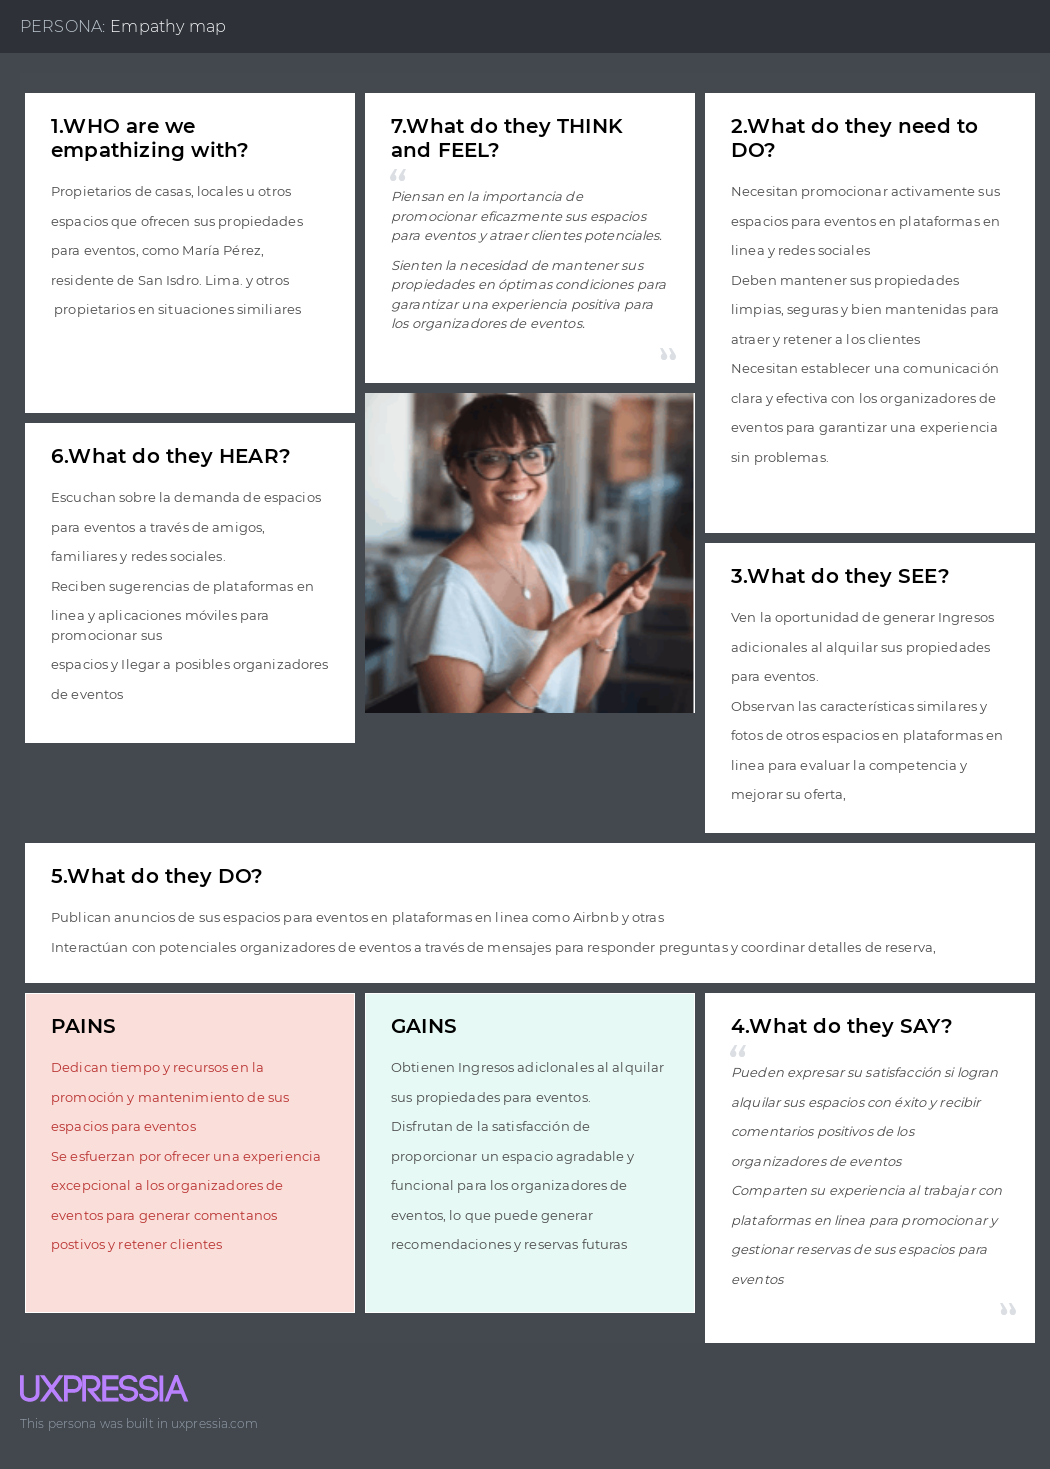 PERSONA: Empathy map
1.WHO are we
empathizing with?
Propietarios de casas, locales u otros
espacios que ofrecen sus propiedades
para eventos, como María Pérez,
residente de San Isdro. Lima. y otros
propietarios en situaciones similiares
7.What do they THINK
and FEEL?
“
Piensan en la importancia de
promocionar eficazmente sus espacios
para eventos y atraer clientes potenciales.
Sienten la necesidad de mantener sus
propiedades en óptimas condiciones para
garantizar una experiencia positiva para
los organizadores de eventos.
”
2.What do they need to
DO?
Necesitan promocionar activamente sus
espacios para eventos en plataformas en
linea y redes sociales
Deben mantener sus propiedades
limpias, seguras y bien mantenidas para
atraer y retener a los clientes
Necesitan establecer una comunicación
clara y efectiva con los organizadores de
eventos para garantizar una experiencia
sin problemas.
6.What do they HEAR?
Escuchan sobre la demanda de espacios
para eventos a través de amigos,
familiares y redes sociales.
Reciben sugerencias de plataformas en
linea y aplicaciones móviles para
promocionar sus
espacios y Ilegar a posibles organizadores
de eventos
3.What do they SEE?
Ven la oportunidad de generar Ingresos
adicionales al alquilar sus propiedades
para eventos.
Observan las características similares y
fotos de otros espacios en plataformas en
linea para evaluar la competencia y
mejorar su oferta,
5.What do they DO?
Publican anuncios de sus espacios para eventos en plataformas en linea como Airbnb y otras
Interactúan con potenciales organizadores de eventos a través de mensajes para responder preguntas y coordinar detalles de reserva,
PAINS
Dedican tiempo y recursos en la
promoción y mantenimiento de sus
espacios para eventos
Se esfuerzan por ofrecer una experiencia
excepcional a los organizadores de
eventos para generar comentanos
postivos y retener clientes
GAINS
Obtienen Ingresos adiclonales al alquilar
sus propiedades para eventos.
Disfrutan de la satisfacción de
proporcionar un espacio agradable y
funcional para los organizadores de
eventos, lo que puede generar
recomendaciones y reservas futuras
4.What do they SAY?
“
Pueden expresar su satisfacción si logran
alquilar sus espacios con éxito y recibir
comentarios positivos de los
organizadores de eventos
Comparten su experiencia al trabajar con
plataformas en linea para promocionar y
gestionar reservas de sus espacios para
eventos
”
UXPRESSIA
This persona was built in uxpressia.com